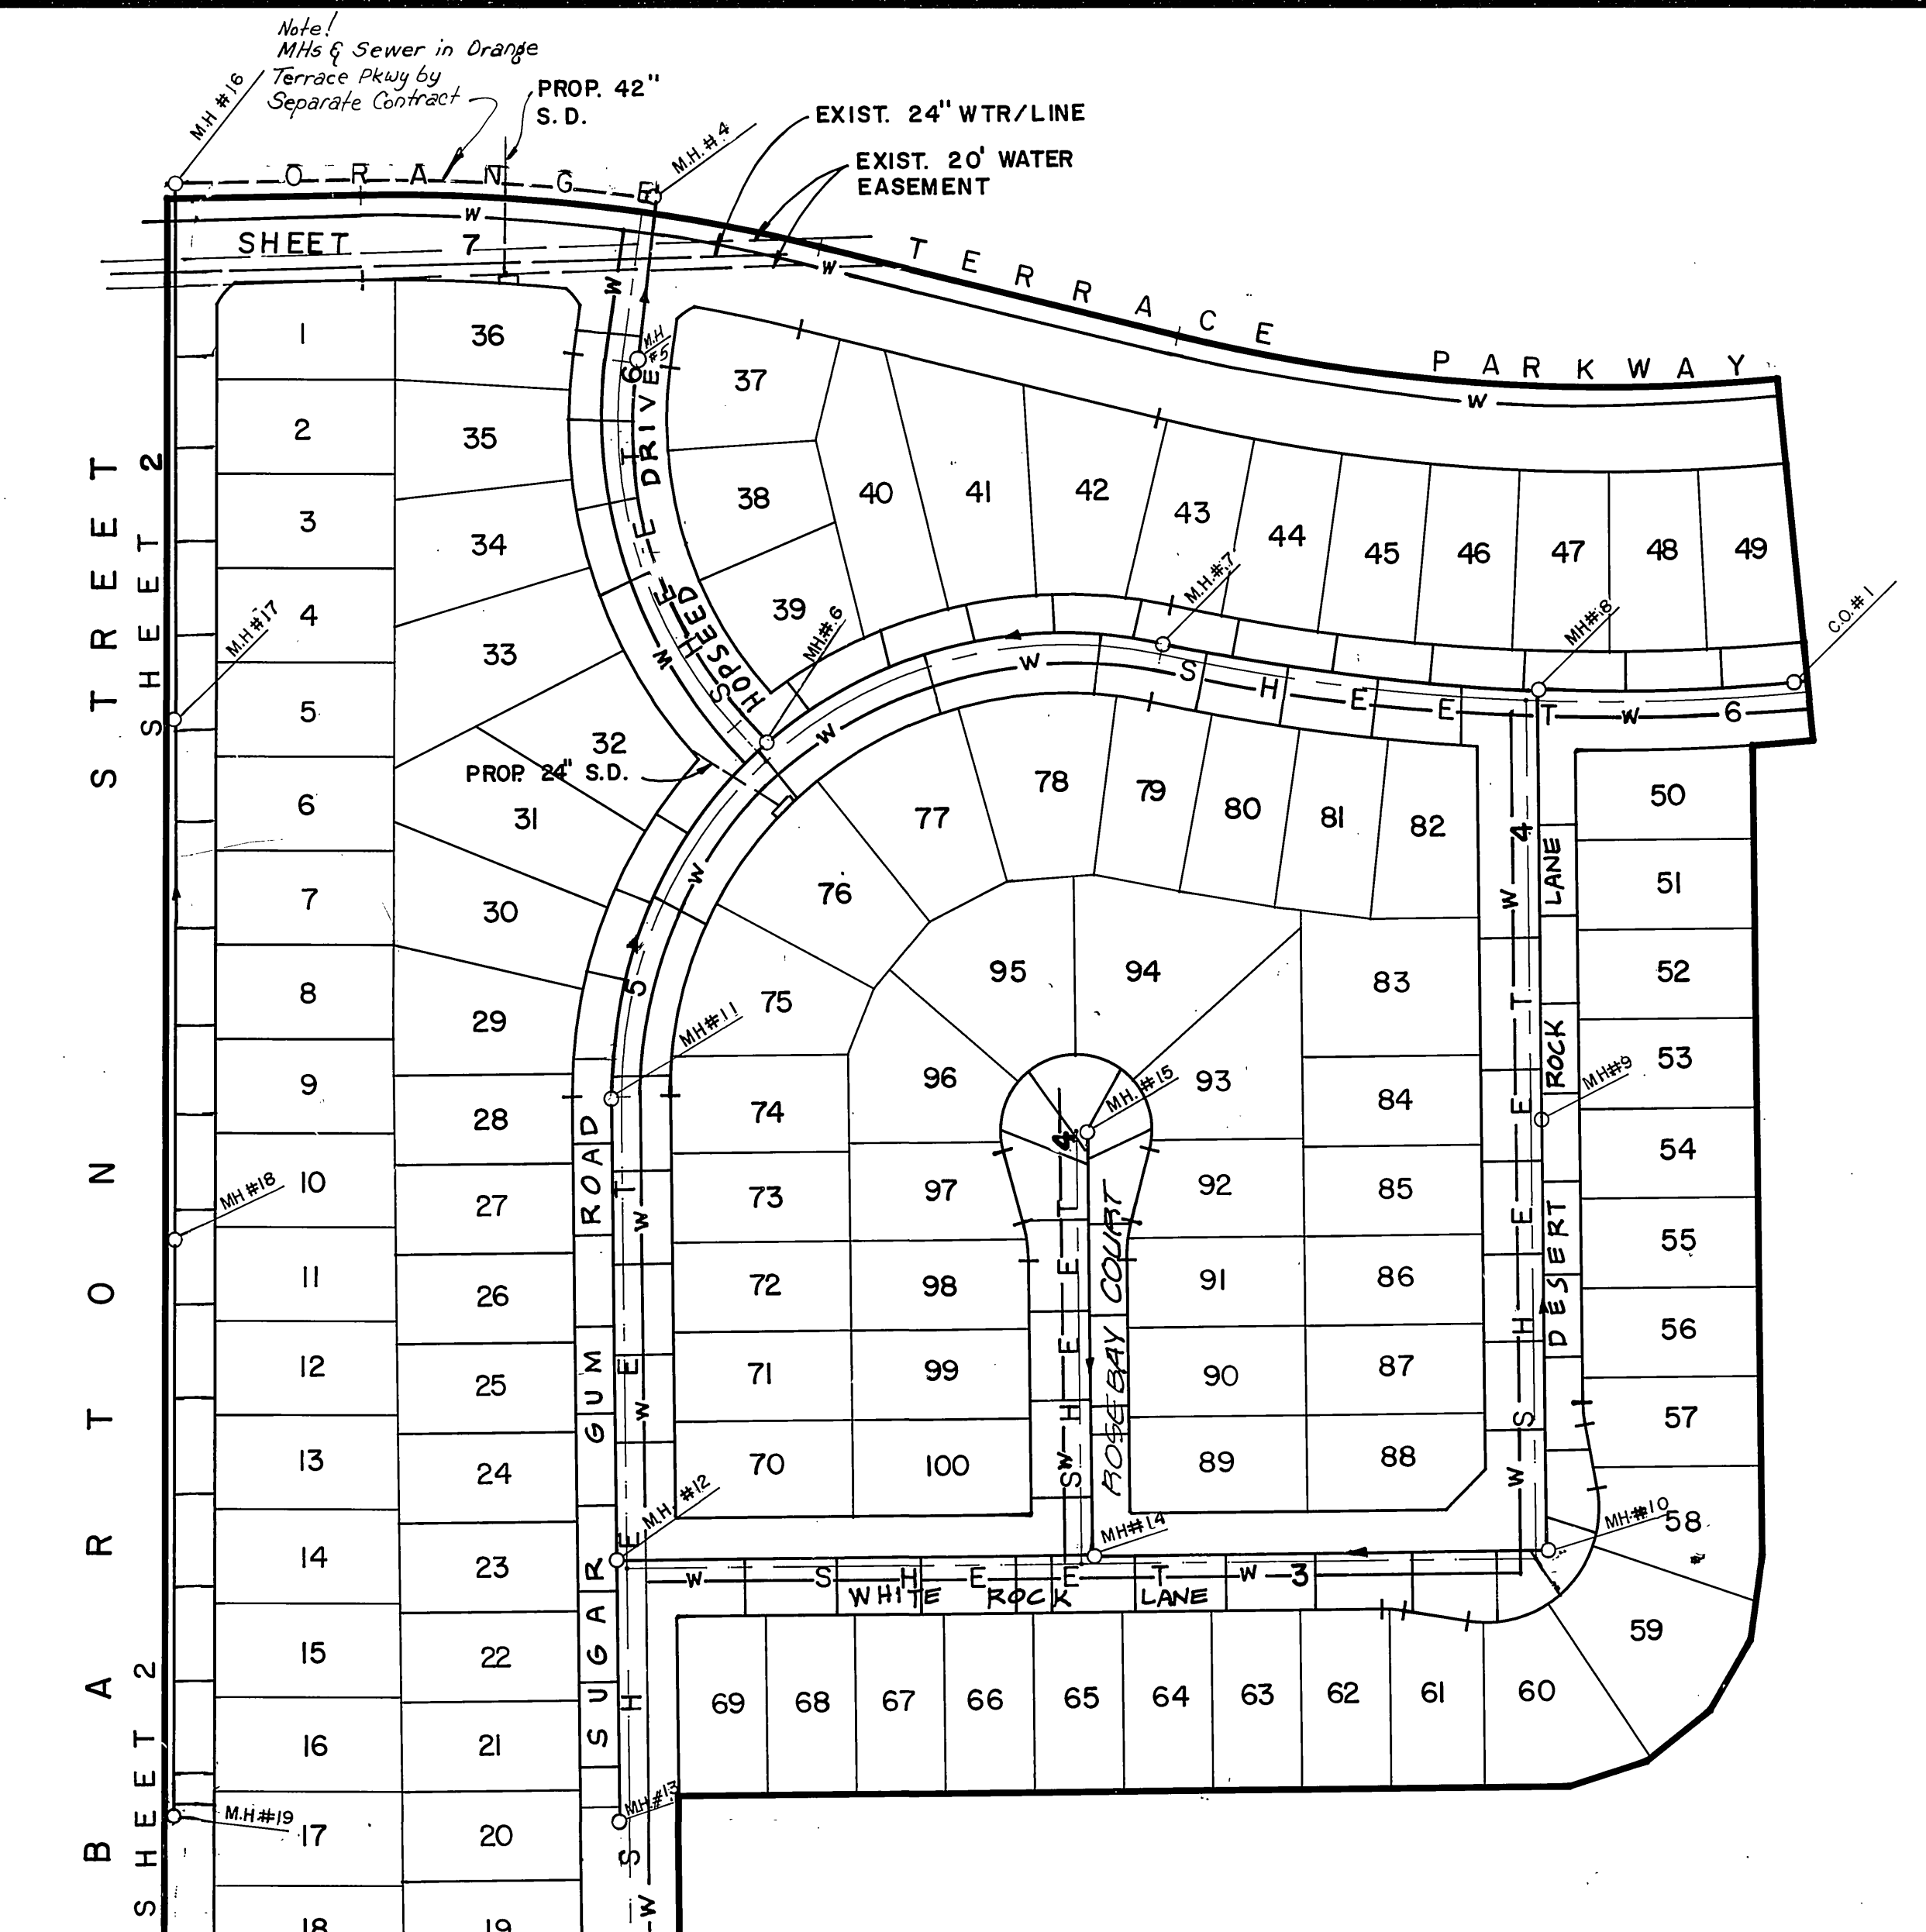 Note!
MHs & Sewer in Orange
Terrace Pkwy by
Separate Contract
PROP. 42"
S. D.
EXIST. 24" WTR/LINE
EXIST. 20' WATER
EASEMENT
M.H #16
M.H. #4
ORANGE TERRACE PARKWAY
W
SHEET 7
W
W
W
M.H #5
SHEET 6
HOPSEED DRIVE
W
W
STREET
SHEET 2
M.H #17
MH#18
M.H #19
BARTON
SHEET 2
1
2
3
4
5
6
7
8
9
10
11
12
13
14
15
16
17
18
36
35
34
33
32
PROP. 24" S.D.
31
30
29
28
27
26
25
24
23
22
21
20
19
37
38
39
40
41
42
43
44
45
46
47
48
49
MH#.6
M.H.#.7
MH#8
C.O.#1
W SHEET W 6
W
W
50
51
52
53
54
55
56
57
58
59
60
61
62
63
64
65
66
67
68
69
78
79
80
81
82
77
76
75
74
73
72
71
70
95
94
83
96
93
84
97
92
85
98
91
86
99
90
87
100
89
88
MH#11
MH.#15
MH#9
MH#10
MH#14
M.H. #12
M.H.#13
SUGAR GUM ROAD
SHEET 5
W
W
W
ROSEBAY COURT
SHEET 4
W
DESERT ROCK LANE
SHEET 4
W
W
W SHEET W 3
WHITE ROCK LANE